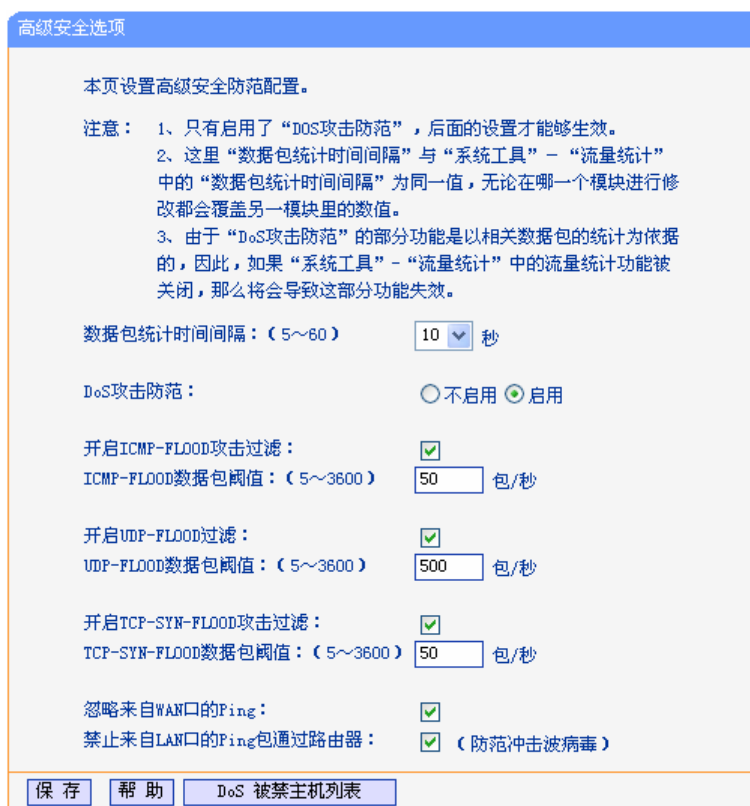 高级安全选项
本页设置高级安全防范配置。
注意： 1、只有启用了“DOS攻击防范”，后面的设置才能够生效。
2、这里“数据包统计时间间隔”与“系统工具”－“流量统计”
中的“数据包统计时间间隔”为同一值，无论在哪一个模块进行修
改都会覆盖另一模块里的数值。
3、由于“DoS攻击防范”的部分功能是以相关数据包的统计为依据
的，因此，如果“系统工具”-“流量统计”中的流量统计功能被
关闭，那么将会导致这部分功能失效。
数据包统计时间间隔：（5～60） 10 秒
DoS攻击防范： 不启用 启用
开启ICMP-FLOOD攻击过滤：
ICMP-FLOOD数据包阈值：（5～3600） 50 包/秒
开启UDP-FLOOD过滤：
UDP-FLOOD数据包阈值：（5～3600） 500 包/秒
开启TCP-SYN-FLOOD攻击过滤：
TCP-SYN-FLOOD数据包阈值：（5～3600） 50 包/秒
忽略来自WAN口的Ping：
禁止来自LAN口的Ping包通过路由器： （防范冲击波病毒）
保 存 帮 助 DoS 被禁主机列表